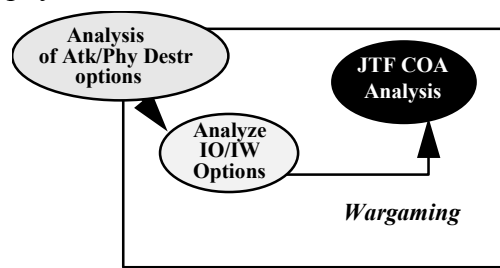 Analysis
of Atk/Phy Destr
options
JTF COA
Analysis
Analyze
IO/IW
Options
Wargaming